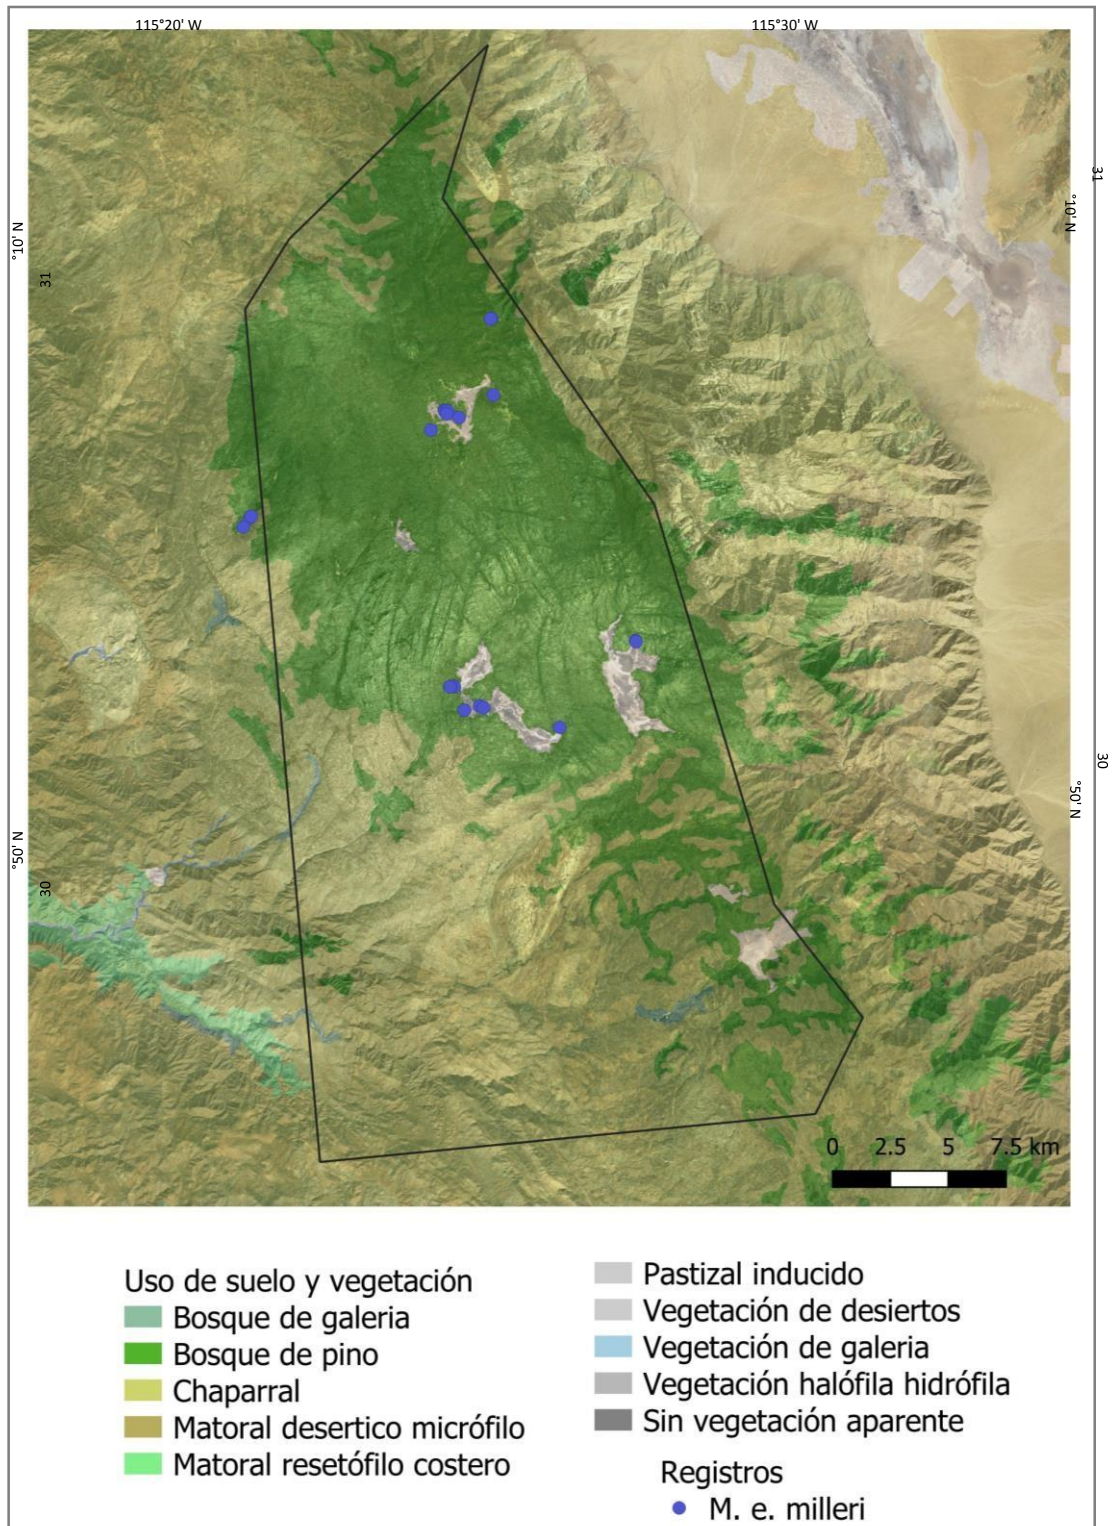 115°20' W
115°30' W
31
°10' N
°10' N
31
30
°50' N
°50' N
30
0 2.5 5 7.5 km
Uso de suelo y vegetación
Bosque de galeria
Bosque de pino
Chaparral
Matoral desertico micrófilo
Matoral resetófilo costero
Pastizal inducido
Vegetación de desiertos
Vegetación de galeria
Vegetación halófila hidrófila
Sin vegetación aparente
Registros
M. e. milleri